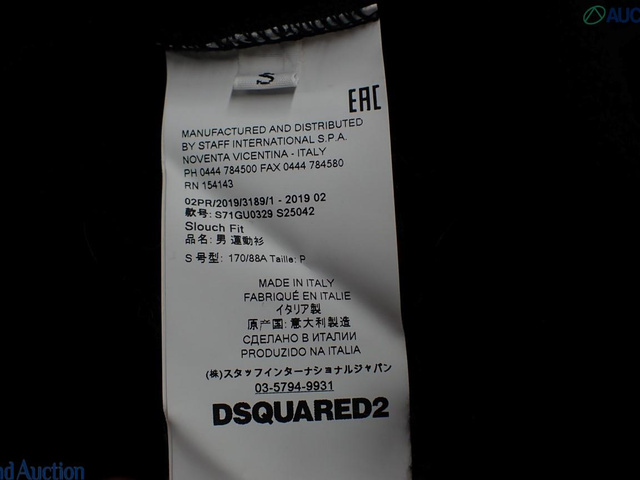 AUC
S
EAC
MANUFACTURED AND DISTRIBUTED
BY STAFF INTERNATIONAL S.P.A.
NOVENTA VICENTINA - ITALY
PH 0444 784500 FAX 0444 784580
RN 154143
02PR/2019/3189/1 - 2019 02
款号: S71GU0329 S25042
Slouch Fit
品名: 男 運動衫
S 号型: 170/88A Taille: P
MADE IN ITALY
FABRIQUÉ EN ITALIE
イタリア製
原产国: 意大利製造
СДЕЛАНО В ИТАЛИИ
PRODUZIDO NA ITALIA
(株)スタッフインターナショナルジャパン
03-5794-9931
DSQUARED2
nd Auction